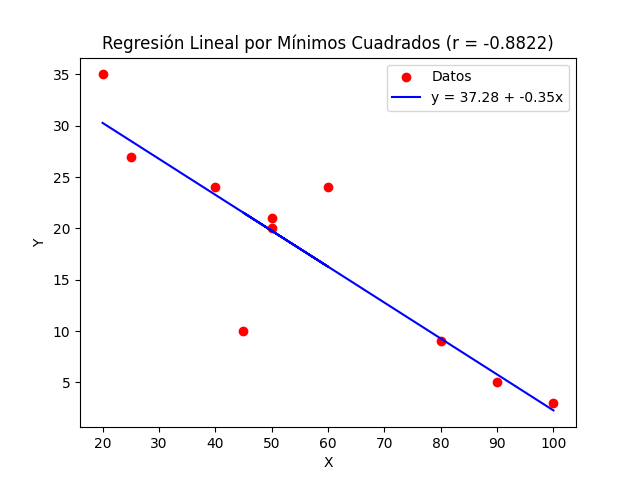 Regresión Lineal por Mínimos Cuadrados (r = -0.8822)
Datos
y = 37.28 + -0.35x
35
30
25
20
15
10
5
Y
20 30 40 50 60 70 80 90 100
X